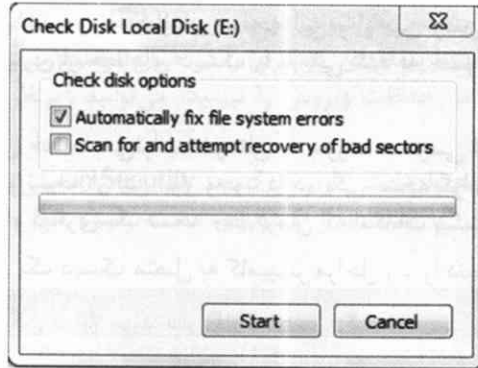 Check Disk Local Disk (E:)
Check disk options
Automatically fix file system errors
Scan for and attempt recovery of bad sectors
Start
Cancel